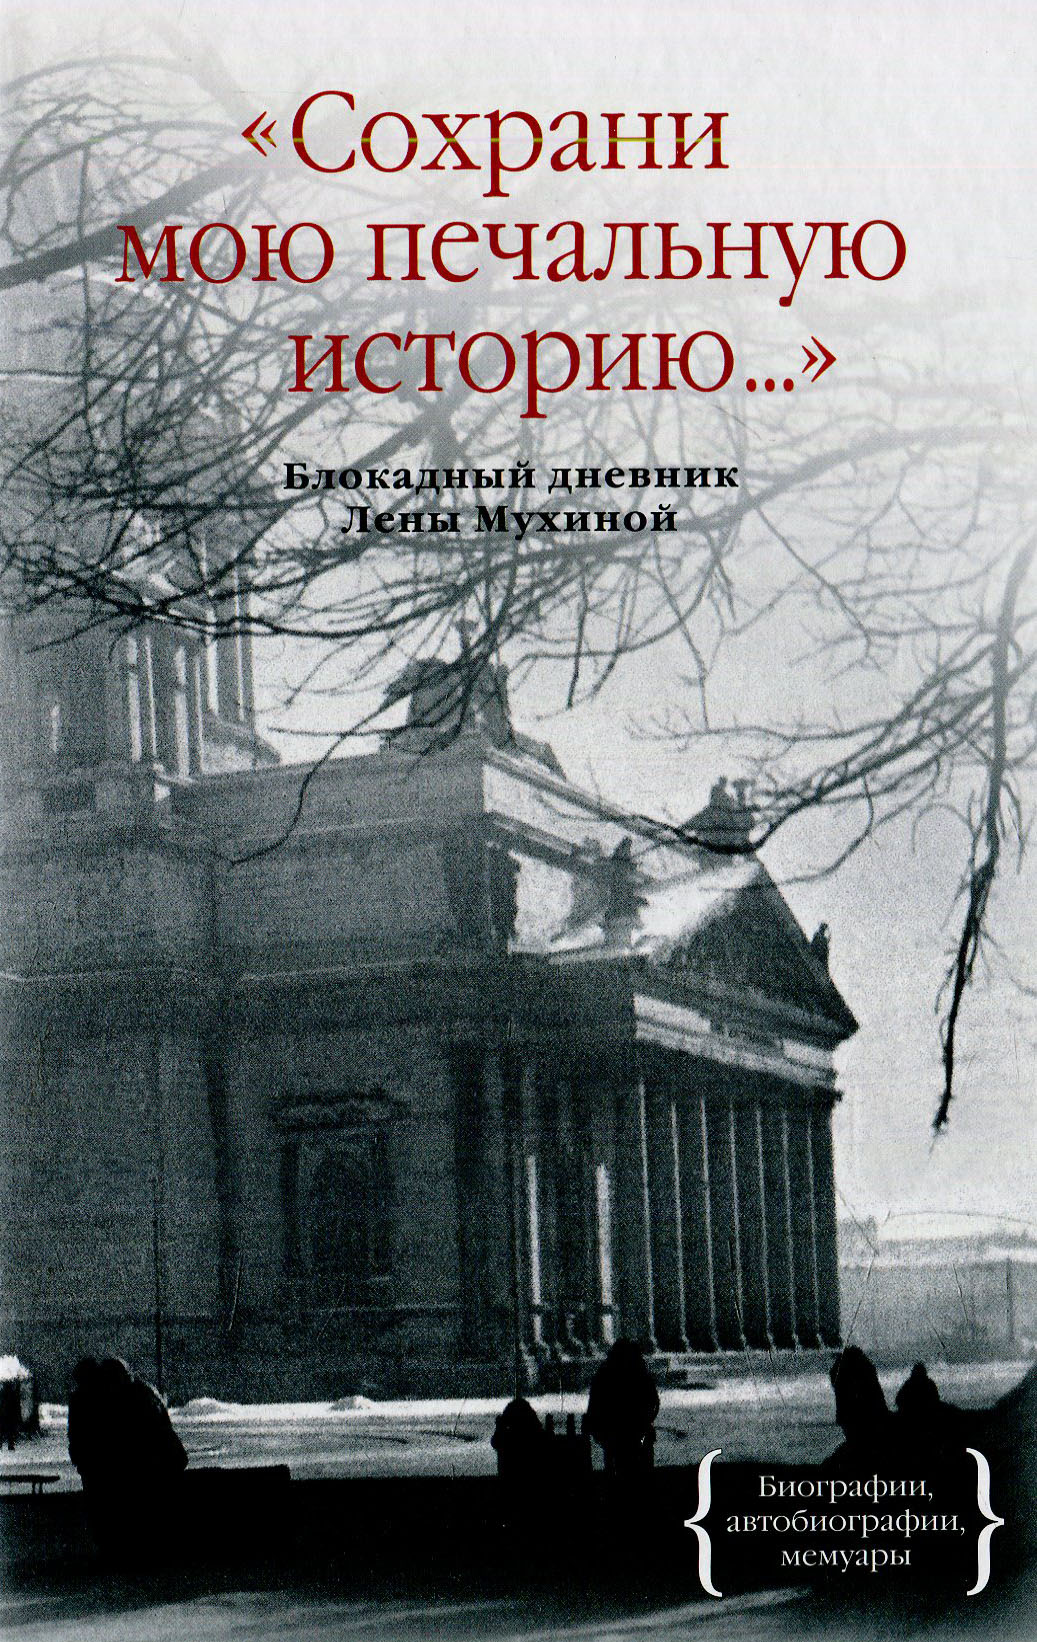 «Сохрани
мою печальную
историю...»
Блокадный дневник
Лены Мухиной
Биографии,
автобиографии,
мемуары